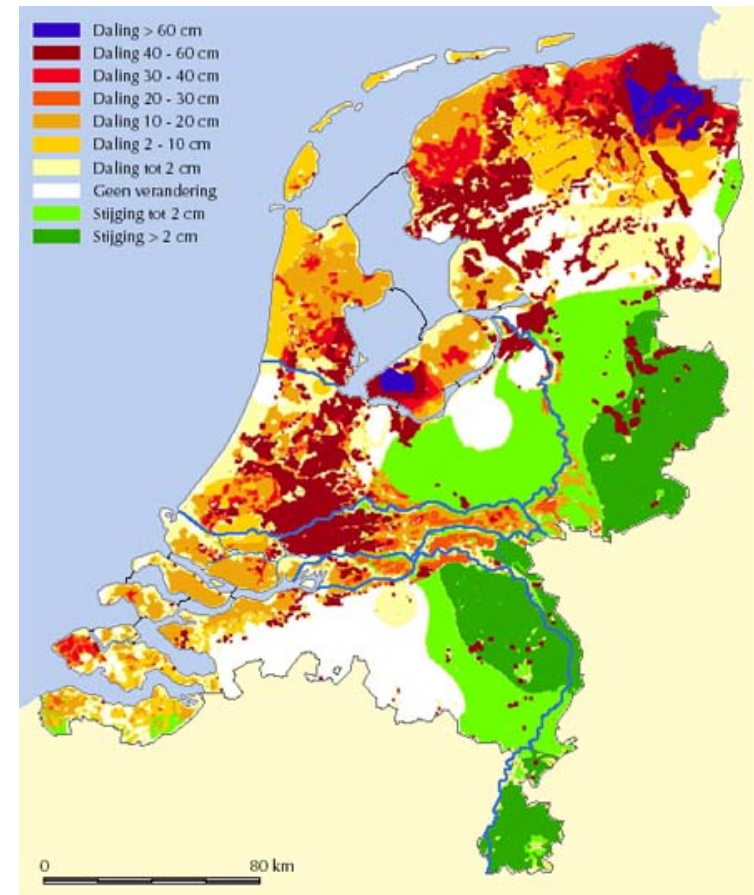 Daling > 60 cm
Daling 40 - 60 cm
Daling 30 - 40 cm
Daling 20 - 30 cm
Daling 10 - 20 cm
Daling 2 - 10 cm
Daling tot 2 cm
Geen verandering
Stijging tot 2 cm
Stijging > 2 cm
0 80 km